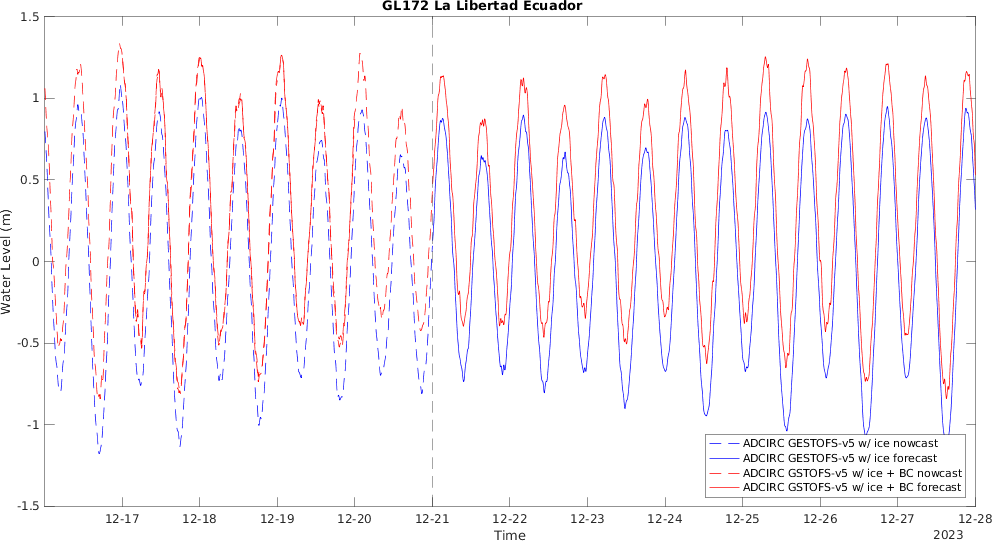 GL172 La Libertad Ecuador
1.5
1
0.5
0
-0.5
-1
-1.5
Water Level (m)
12-17 12-18 12-19 12-20 12-21 12-22 12-23 12-24 12-25 12-26 12-27 12-28
Time
2023
ADCIRC GESTOFS-v5 w/ ice nowcast
ADCIRC GESTOFS-v5 w/ ice forecast
ADCIRC GSTOFS-v5 w/ ice + BC nowcast
ADCIRC GSTOFS-v5 w/ ice + BC forecast